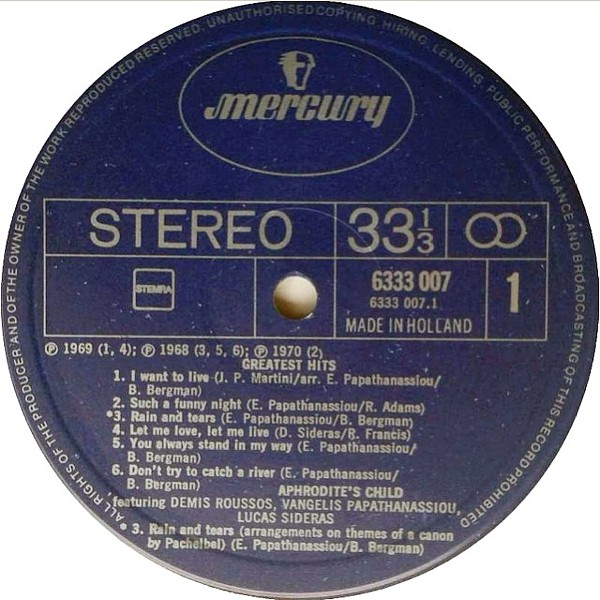 ALL RIGHTS OF THE PRODUCER AND OF THE OWNER OF THE WORK REPRODUCED RESERVED. UNAUTHORISED COPYING, HIRING, LENDING, PUBLIC PERFORMANCE AND BROADCASTING OF THIS RECORD PROHIBITED
mercury
STEREO 33 1/3
STEMRA
6333 007
6333 007.1
MADE IN HOLLAND
1
℗ 1969 (1, 4); ℗ 1968 (3, 5, 6); ℗ 1970 (2)
GREATEST HITS
1. I want to live (J. P. Martini/arr. E. Papathanassiou/
B. Bergman)
2. Such a funny night (E. Papathanassiou/R. Adams)
*3. Rain and tears (E. Papathanassiou/B. Bergman)
4. Let me love, let me live (D. Sideras/R. Francis)
5. You always stand in my way (E. Papathanassiou/
B. Bergman)
6. Don't try to catch a river (E. Papathanassiou/
B. Bergman)
APHRODITE'S CHILD
featuring DEMIS ROUSSOS, VANGELIS PAPATHANASSIOU,
LUCAS SIDERAS
* 3. Rain and tears (arrangements on themes of a canon
by Pachelbel) (E. Papathanassiou/B. Bergman)